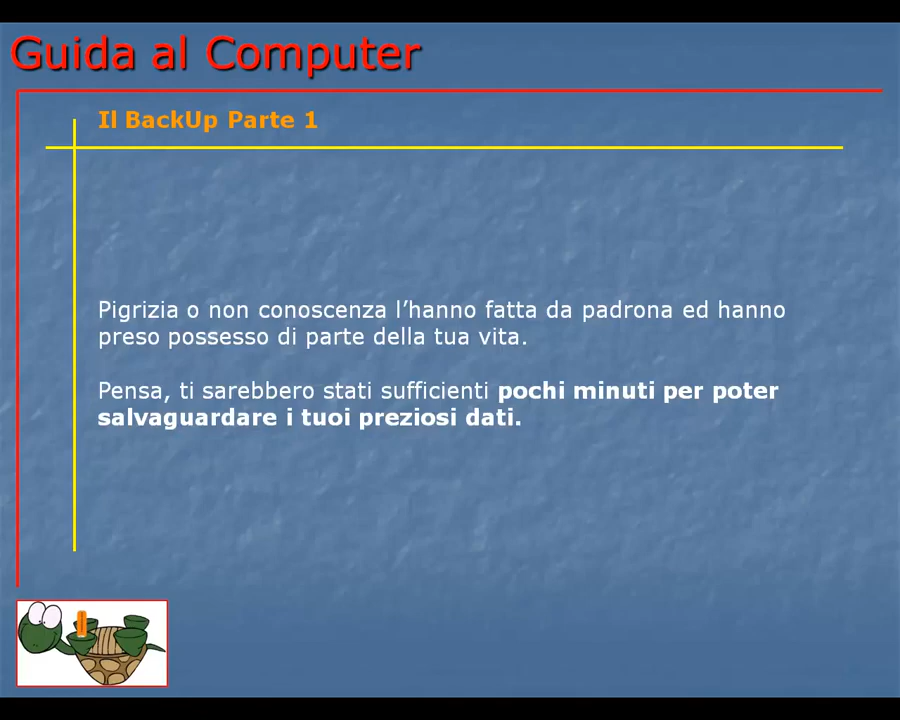 Guida al Computer
Il BackUp Parte 1
Pigrizia o non conoscenza l’hanno fatta da padrona ed hanno
preso possesso di parte della tua vita.
Pensa, ti sarebbero stati sufficienti pochi minuti per poter
salvaguardare i tuoi preziosi dati.